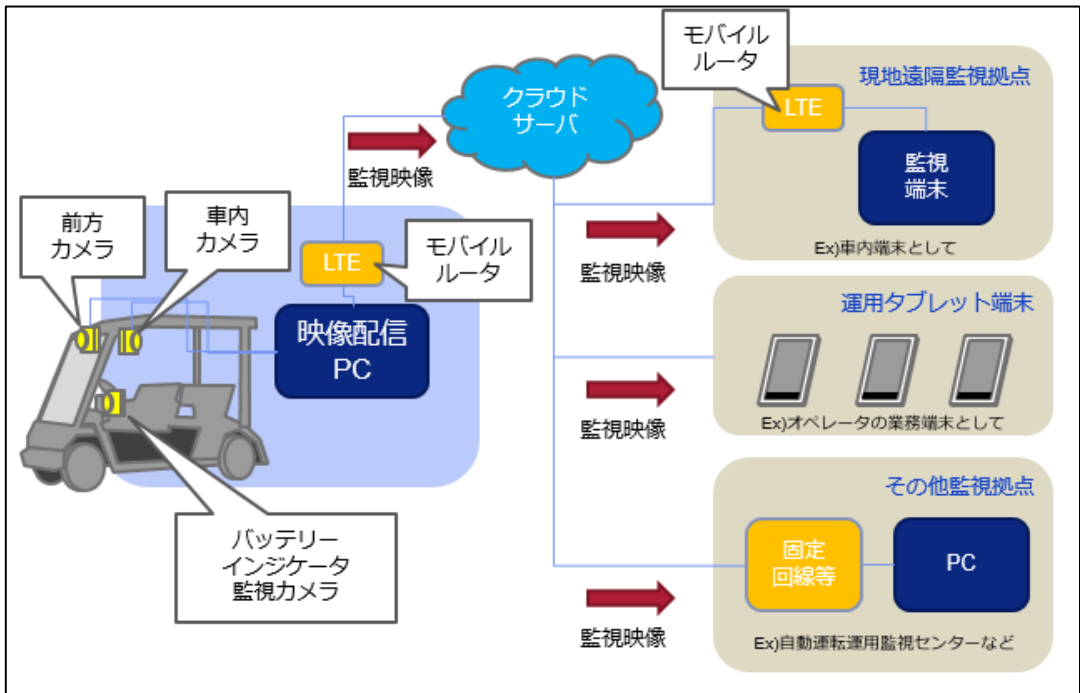 モバイル
ルータ
現地遠隔監視拠点
クラウド
サーバ
LTE
監視
端末
監視映像
Ex)車内端末として
前方
カメラ
車内
カメラ
モバイル
ルータ
LTE
監視映像
映像配信
PC
運用タブレット端末
監視映像
Ex)オペレータの業務端末として
バッテリー
インジケータ
監視カメラ
その他監視拠点
固定
回線等
PC
監視映像
Ex)自動運転運用監視センターなど